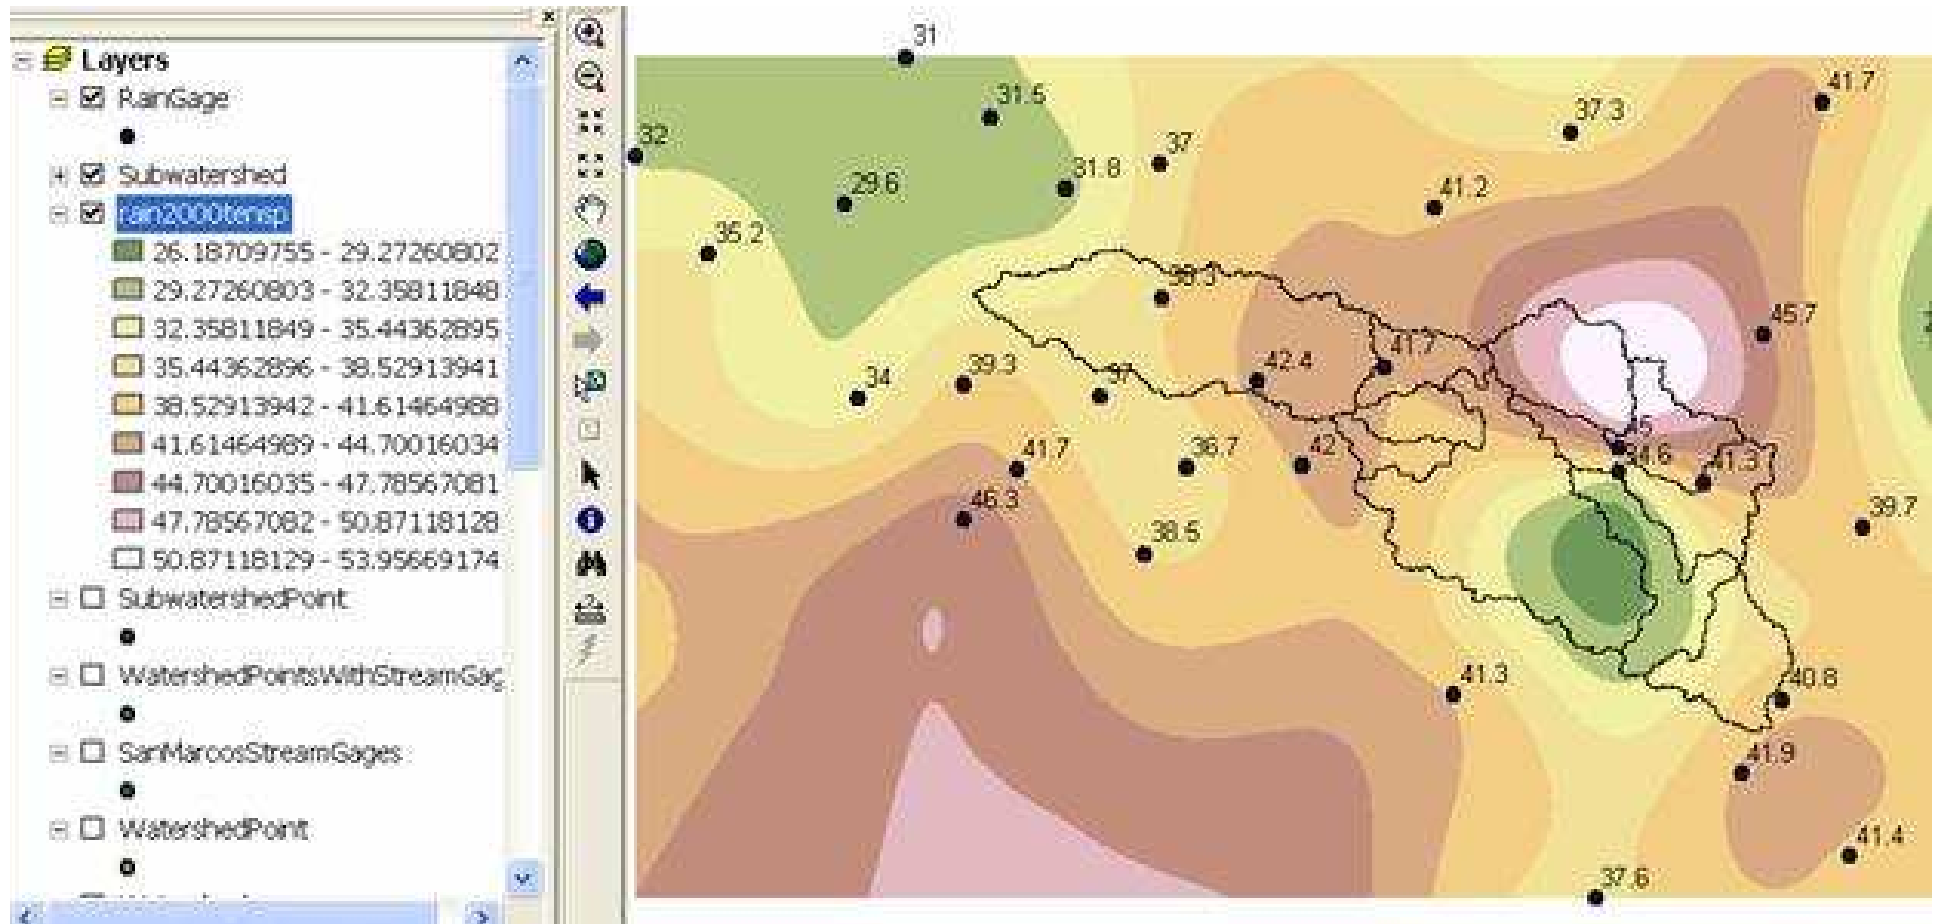 Layers
RainGage
Subwatershed
rain2000tensp
26.18709755 - 29.27260802
29.27260803 - 32.35811848
32.35811849 - 35.44362895
35.44362896 - 38.52913941
38.52913942 - 41.61464988
41.61464989 - 44.70016034
44.70016035 - 47.78567081
47.78567082 - 50.87118128
50.87118129 - 53.95669174
SubwatershedPoint
WatershedPointsWithStreamGag
SanMarcosStreamGages
WatershedPoint
31
41.7
31.5
37.3
32
37
31.8
29.6
41.2
35.2
45.7
41.7
39.3
42.4
34
37
41.7
36.7
42
34.6
41.3
46.3
38.5
39.7
41.3
40.8
41.9
41.4
37.6